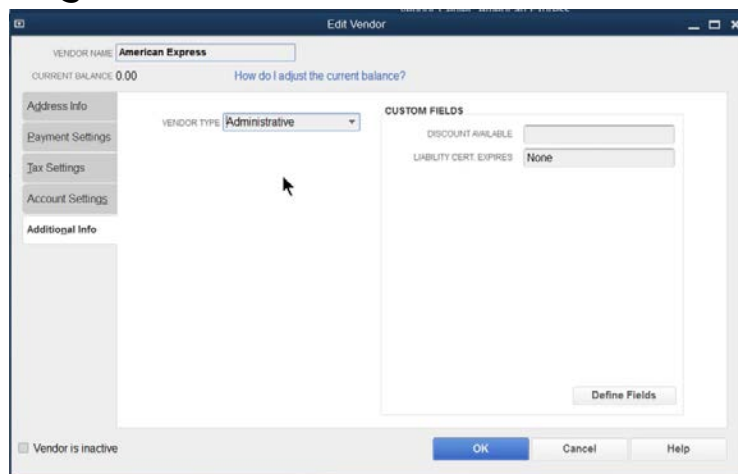 Edit Vendor
VENDOR NAME American Express
CURRENT BALANCE 0.00 How do I adjust the current balance?
Address Info
Payment Settings
Tax Settings
Account Settings
Additional Info
VENDOR TYPE Administrative
CUSTOM FIELDS
DISCOUNT AVAILABLE
LIABILITY CERT. EXPIRES None
Define Fields
Vendor is inactive
OK Cancel Help